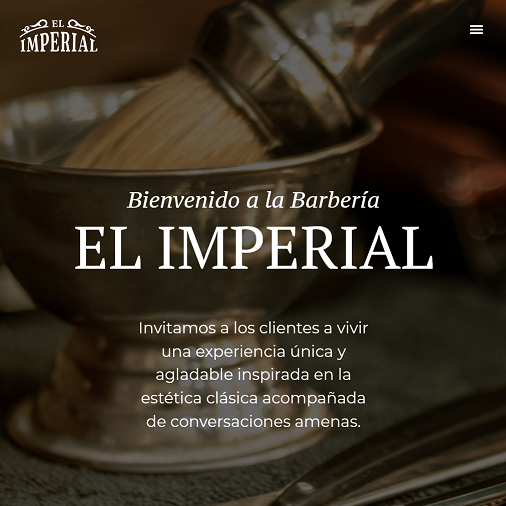 EL
IMPERIAL
Bienvenido a la Barbería
EL IMPERIAL
Invitamos a los clientes a vivir
una experiencia única y
agladable inspirada en la
estética clásica acompañada
de conversaciones amenas.